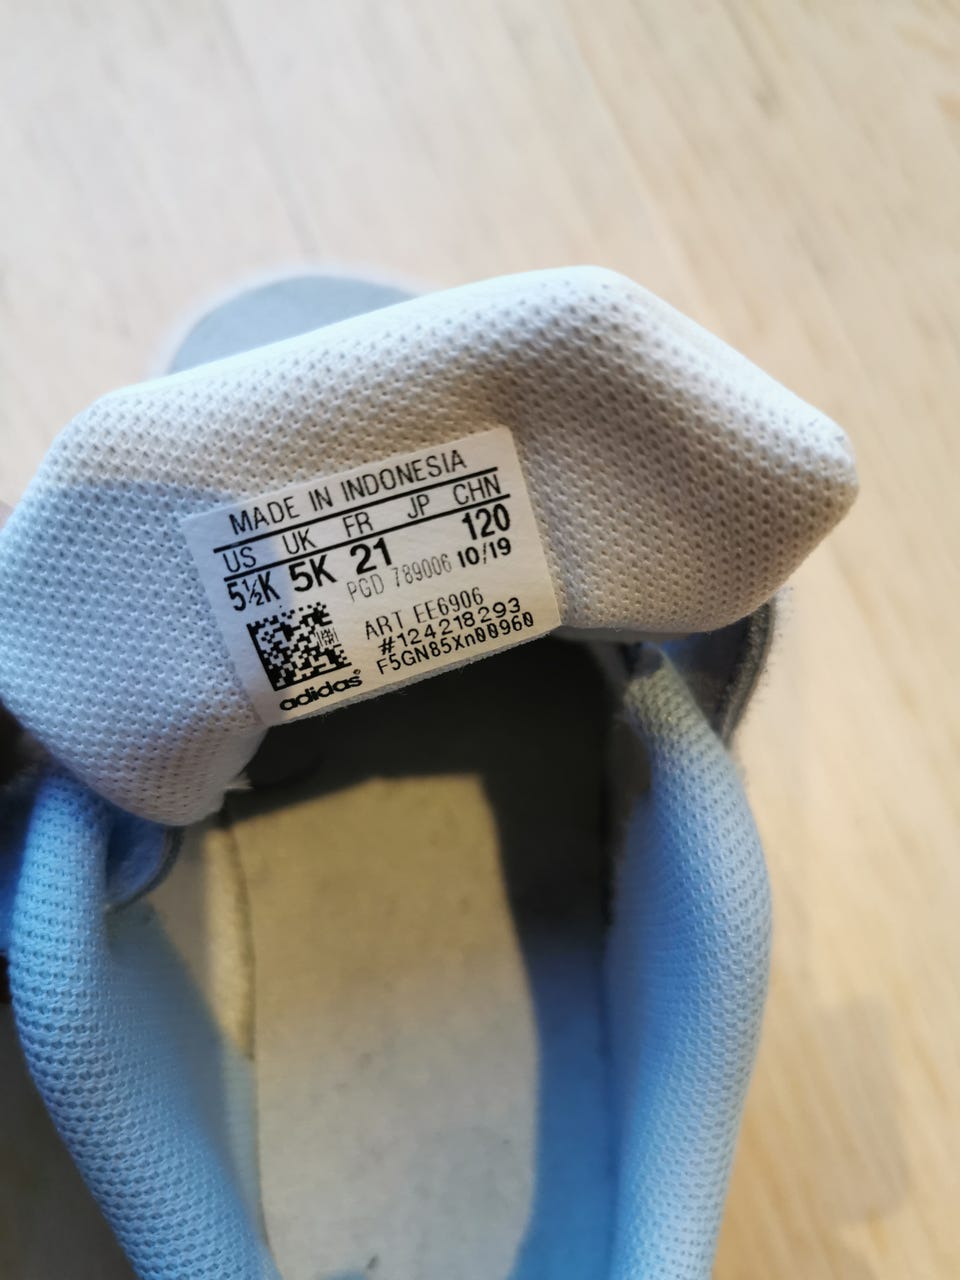 MADE IN INDONESIA
US UK FR JP CHN
5½K 5K 21 120
PGD 789006 10/19
ART EE6906
#124218293
F5GN85Xn00960
adidas®